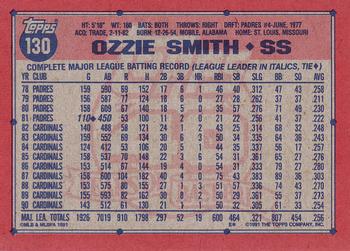 Topps
130
HT: 5'10" WT: 160 BATS: BOTH THROWS: RIGHT DRFT: PADRES #4-JUNE, 1977
ACQ: TRADE, 2-11-82 BORN: 12-26-54, MOBILE, ALABAMA HOME: ST. LOUIS, MISSOURI
OZZIE SMITH ♦ SS
COMPLETE MAJOR LEAGUE BATTING RECORD (LEAGUE LEADER IN ITALICS, TIE♦)
YR CLUB G AB R H 2B 3B HR RBI SB SLG BB SO AVG
78 PADRES 159 590 69 152 17 6 1 46 40 .312 47 43 .258
79 PADRES 156 587 77 124 18 6 0 27 28 .262 37 37 .211
80 PADRES 158 609 67 140 18 5 0 35 57 .276 71 49 .230
81 PADRES 110♦ 450 53 100 11 2 0 21 22 .256 41 37 .222
82 CARDINALS 140 488 58 121 24 1 2 43 25 .314 68 32 .248
83 CARDINALS 159 552 69 134 30 6 3 50 34 .335 64 36 .243
84 CARDINALS 124 412 53 106 20 5 1 44 35 .337 56 17 .257
85 CARDINALS 158 537 70 148 22 3 6 54 31 .361 65 27 .276
86 CARDINALS 153 514 67 144 19 4 0 54 31 .333 79 27 .280
87 CARDINALS 158 600 104 182 40 4 0 75 43 .383 89 36 .303
88 CARDINALS 153 575 80 155 27 1 3 51 57 .336 74 43 .270
89 CARDINALS 155 593 82 162 30 8 2 50 29 .361 55 37 .273
90 CARDINALS 143 512 61 130 21 1 1 50 32 .305 61 33 .254
MAJ. LEA. TOTALS 1926 7019 910 1798 297 52 19 600 464 .321 807 454 .256
©MLB & MLBPA 1991 E* ©1991 THE TOPPS COMPANY, INC.